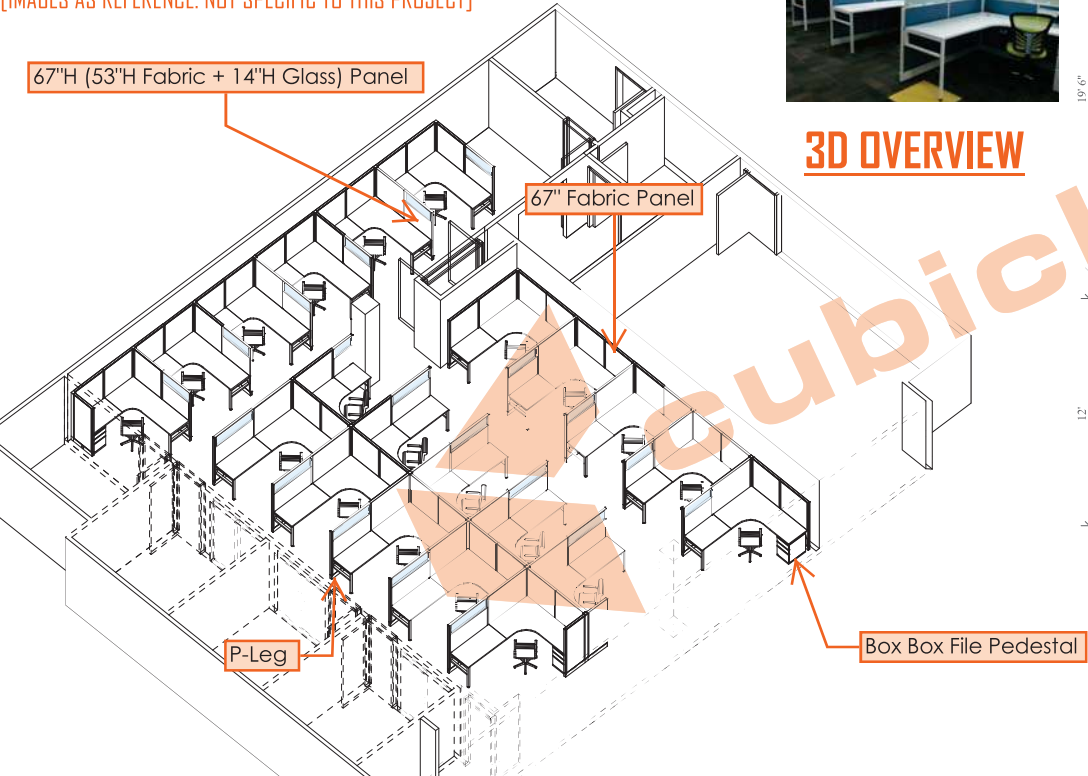 [IMAGES AS REFERENCE. NOT SPECIFIC TO THIS PROJECT]
67"H (53"H Fabric + 14"H Glass) Panel
19' 6"
3D OVERVIEW
67" Fabric Panel
cubicl
12'
P-Leg
Box Box File Pedestal